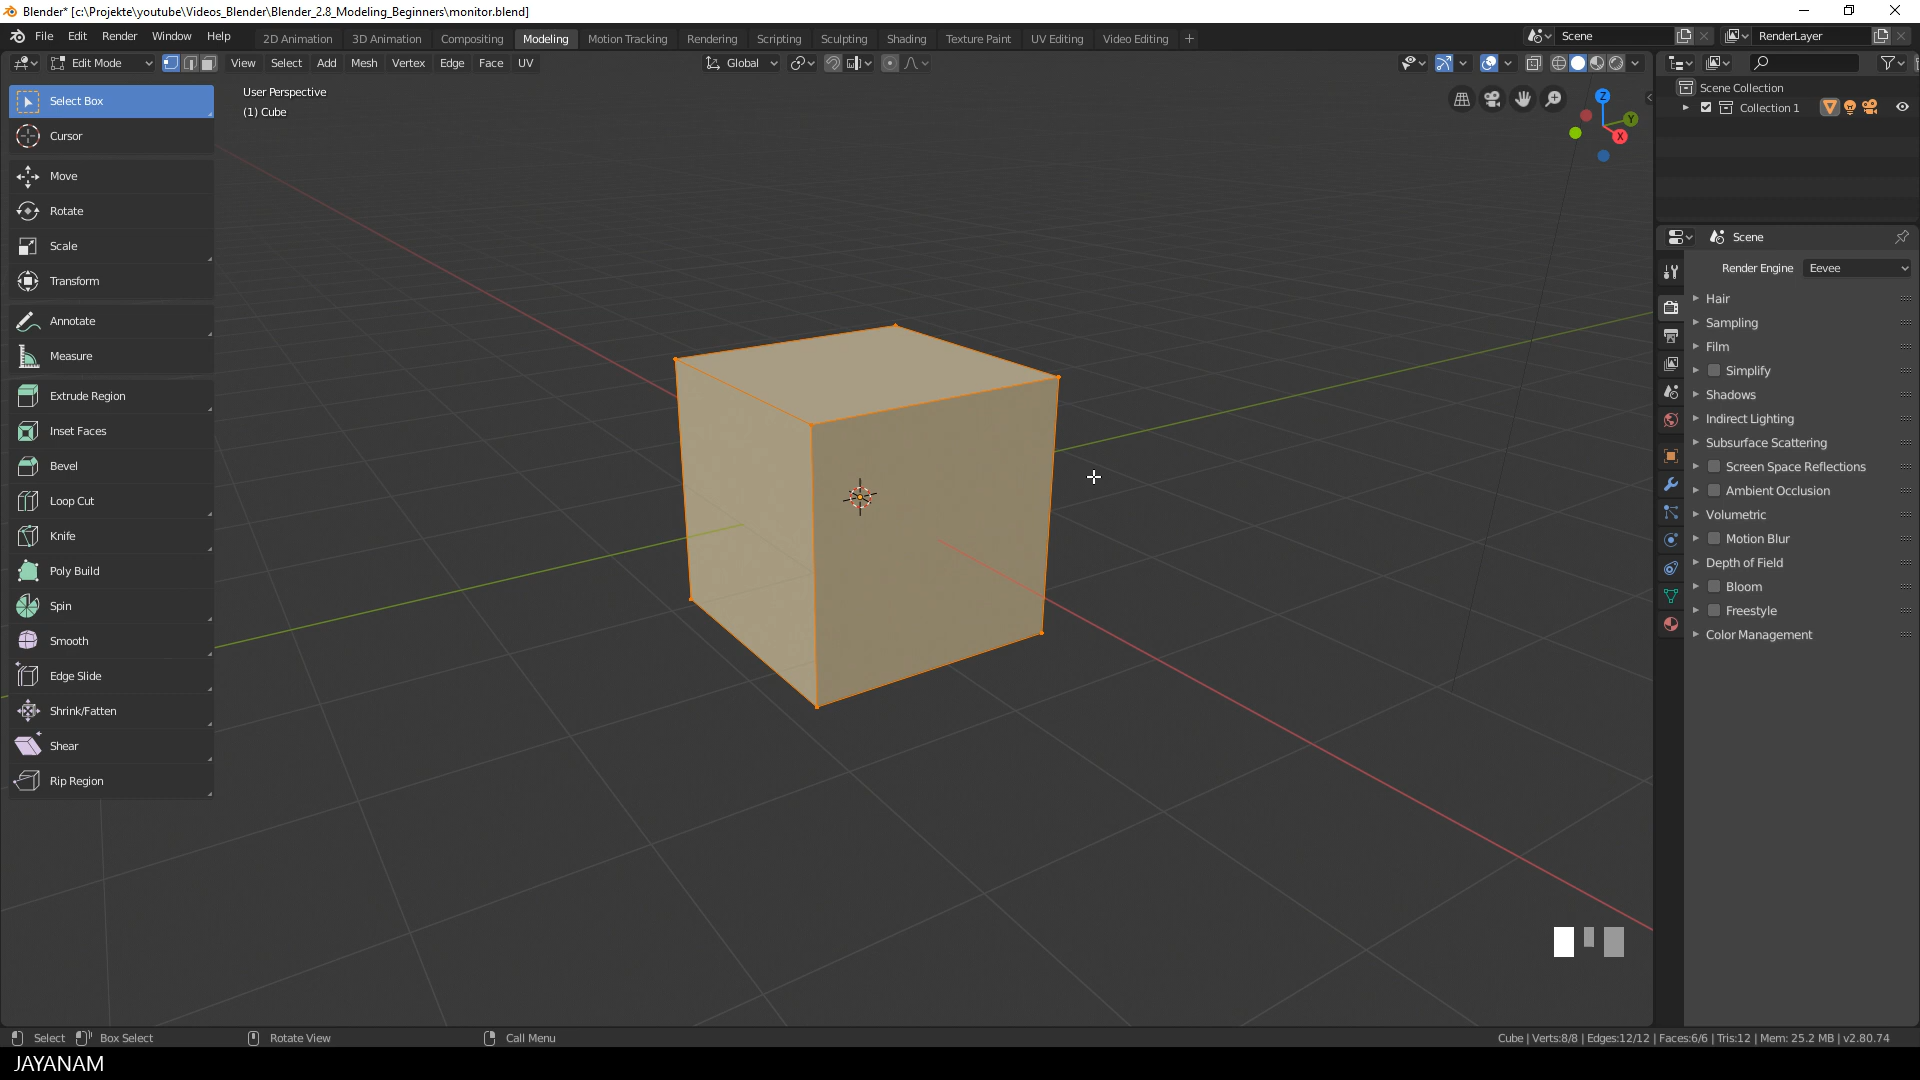 Blender* [c:\Projekte\youtube\Videos_Blender\Blender_2.8_Modeling_Beginners\monitor.blend]
File Edit Render Window Help 2D Animation 3D Animation Compositing Modeling Motion Tracking Rendering Scripting Sculpting Shading Texture Paint UV Editing Video Editing + Scene RenderLayer
Edit Mode View Select Add Mesh Vertex Edge Face UV Global
Select Box
Cursor
Move
Rotate
Scale
Transform
Annotate
Measure
Extrude Region
Inset Faces
Bevel
Loop Cut
Knife
Poly Build
Spin
Smooth
Edge Slide
Shrink/Fatten
Shear
Rip Region
User Perspective
(1) Cube
Z
Y
X
Scene Collection
Collection 1
Scene
Render Engine Eevee
Hair
Sampling
Film
Simplify
Shadows
Indirect Lighting
Subsurface Scattering
Screen Space Reflections
Ambient Occlusion
Volumetric
Motion Blur
Depth of Field
Bloom
Freestyle
Color Management
Select Box Select Rotate View Call Menu Cube | Verts:8/8 | Edges:12/12 | Faces:6/6 | Tris:12 | Mem: 25.2 MB | v2.80.74
JAYANAM